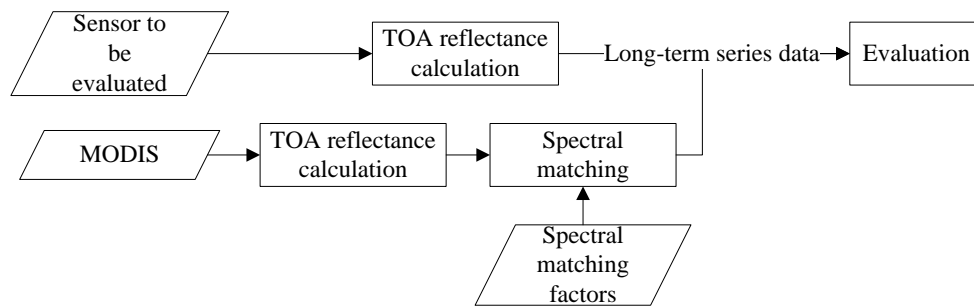 Sensor to
be
evaluated
TOA reflectance
calculation
Long-term series data
Evaluation
MODIS
TOA reflectance
calculation
Spectral
matching
Spectral
matching
factors